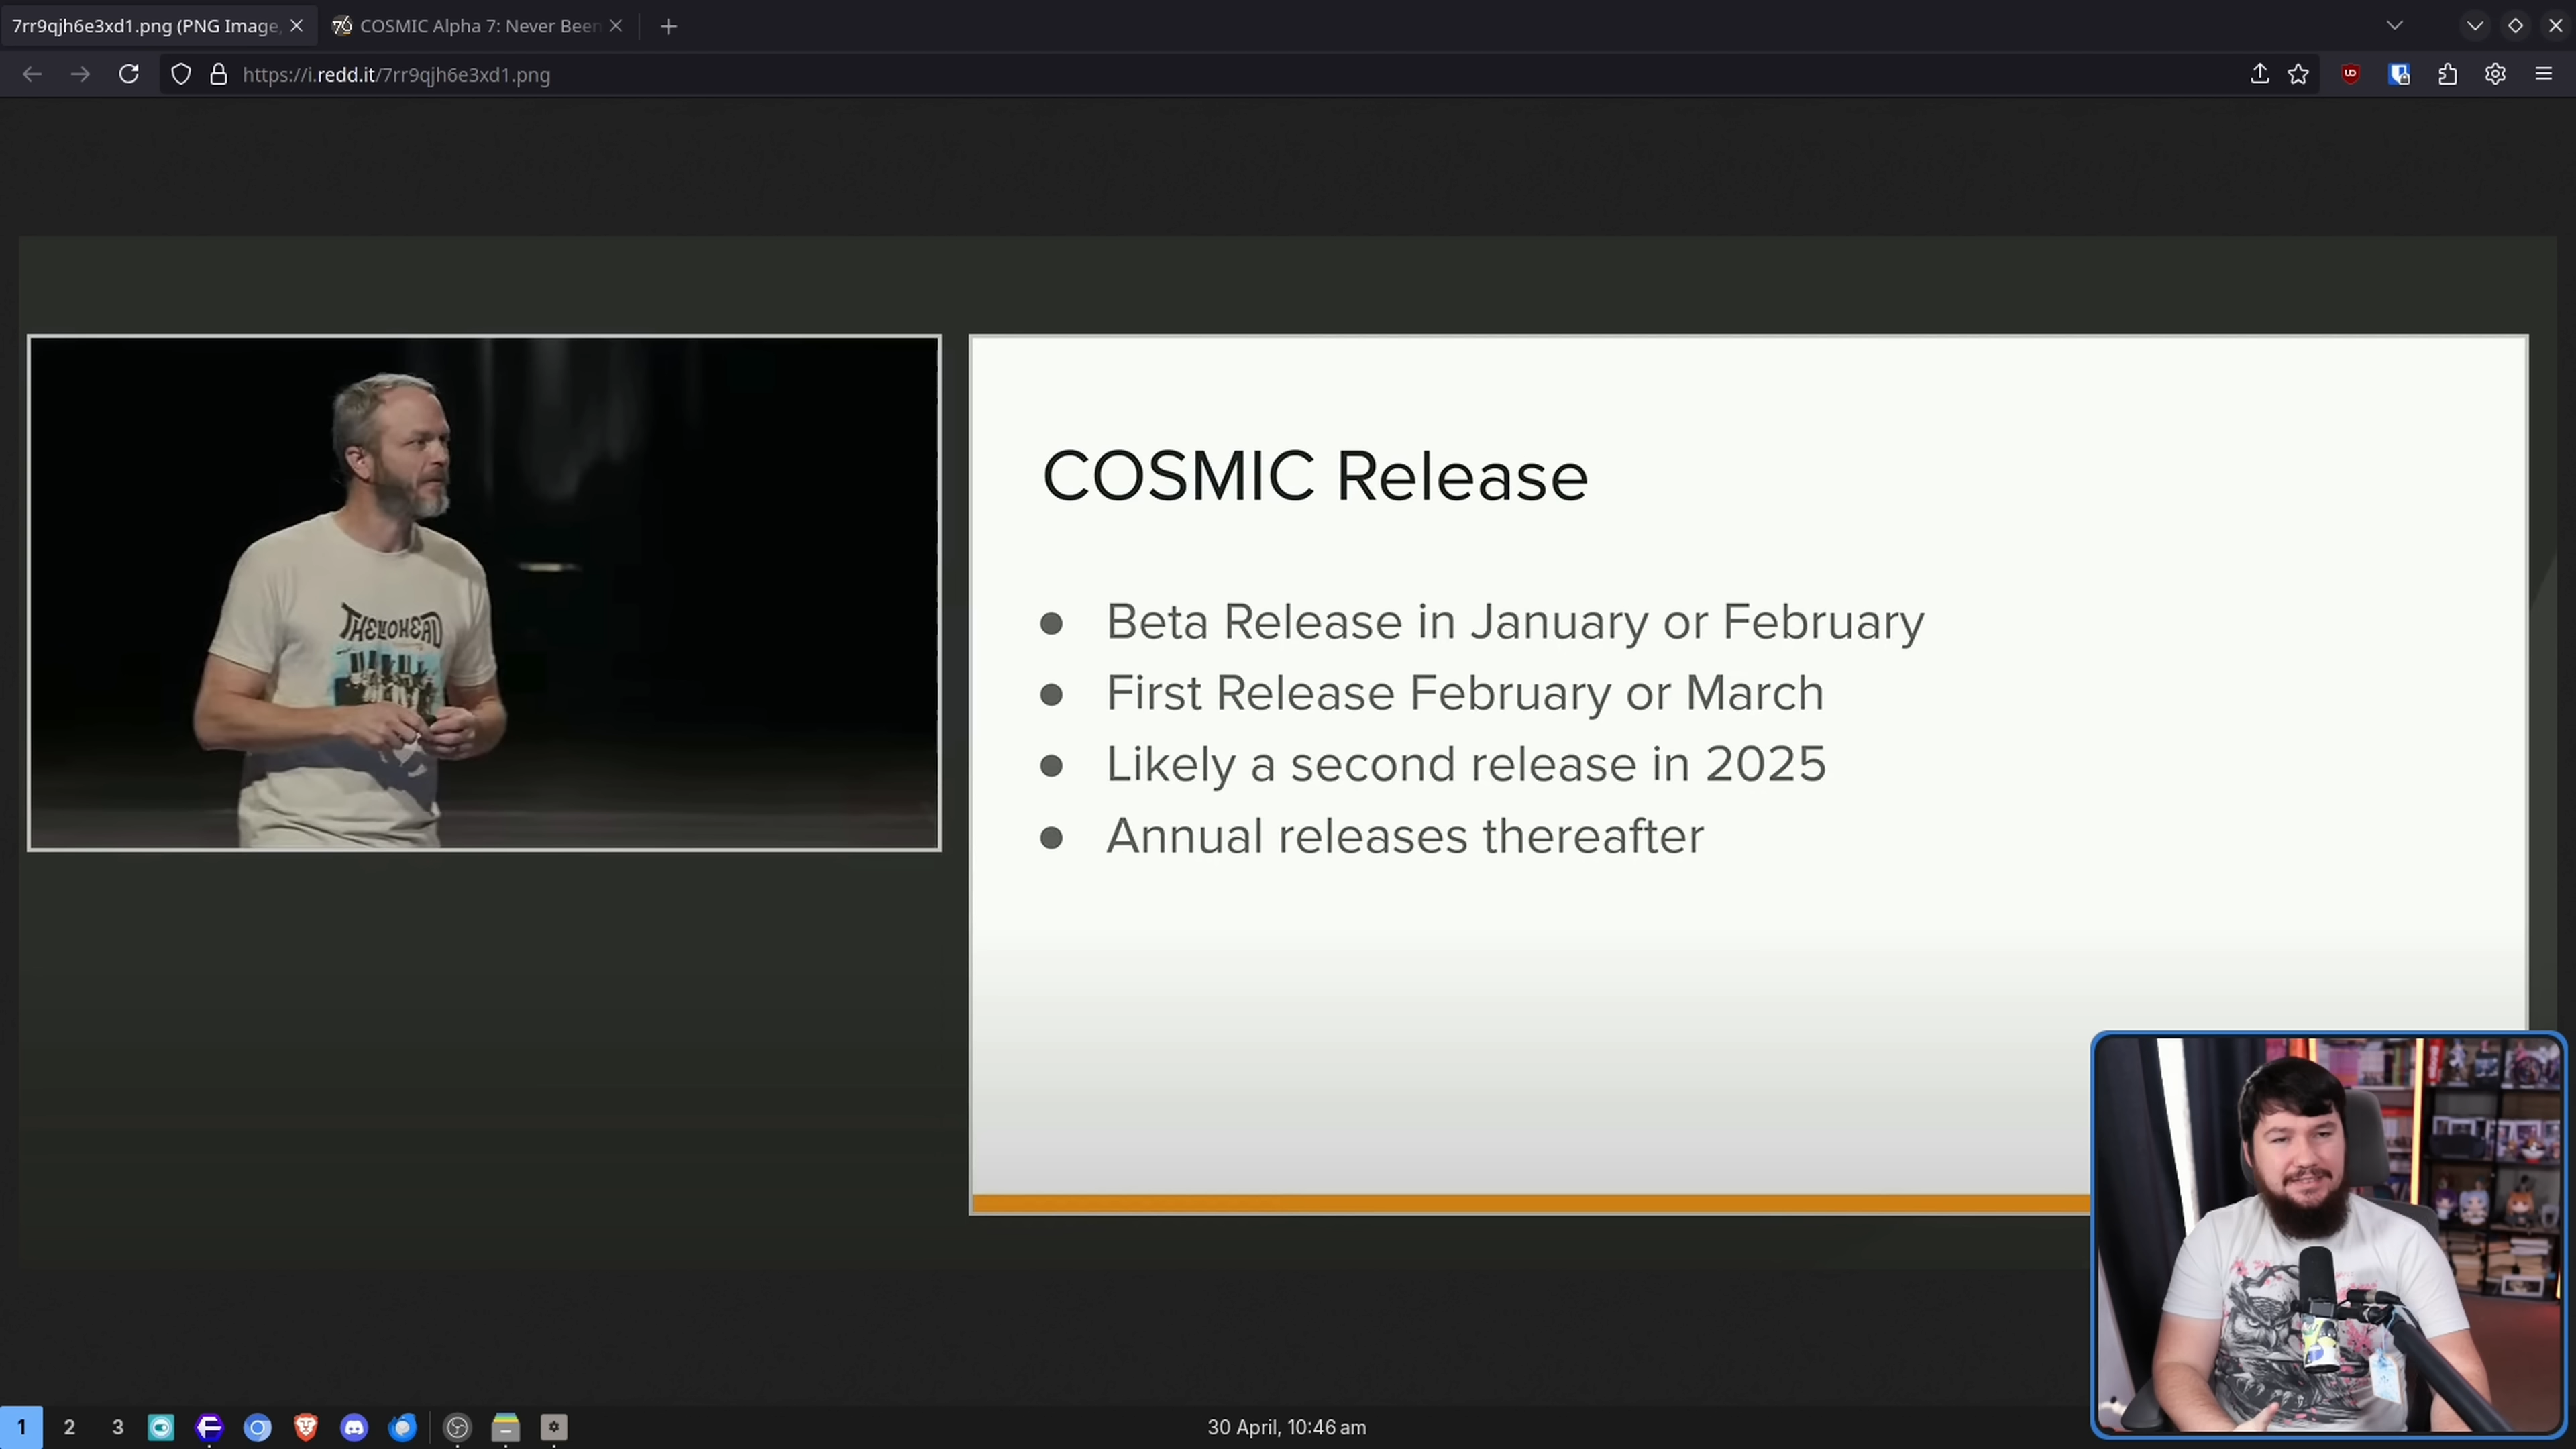 7rr9qjh6e3xd1.png (PNG Image,
COSMIC Alpha 7: Never Been
https://i.redd.it/7rr9qjh6e3xd1.png
THELIOHEAD
COSMIC Release
● Beta Release in January or February
● First Release February or March
● Likely a second release in 2025
● Annual releases thereafter
1 2 3
30 April, 10:46 am